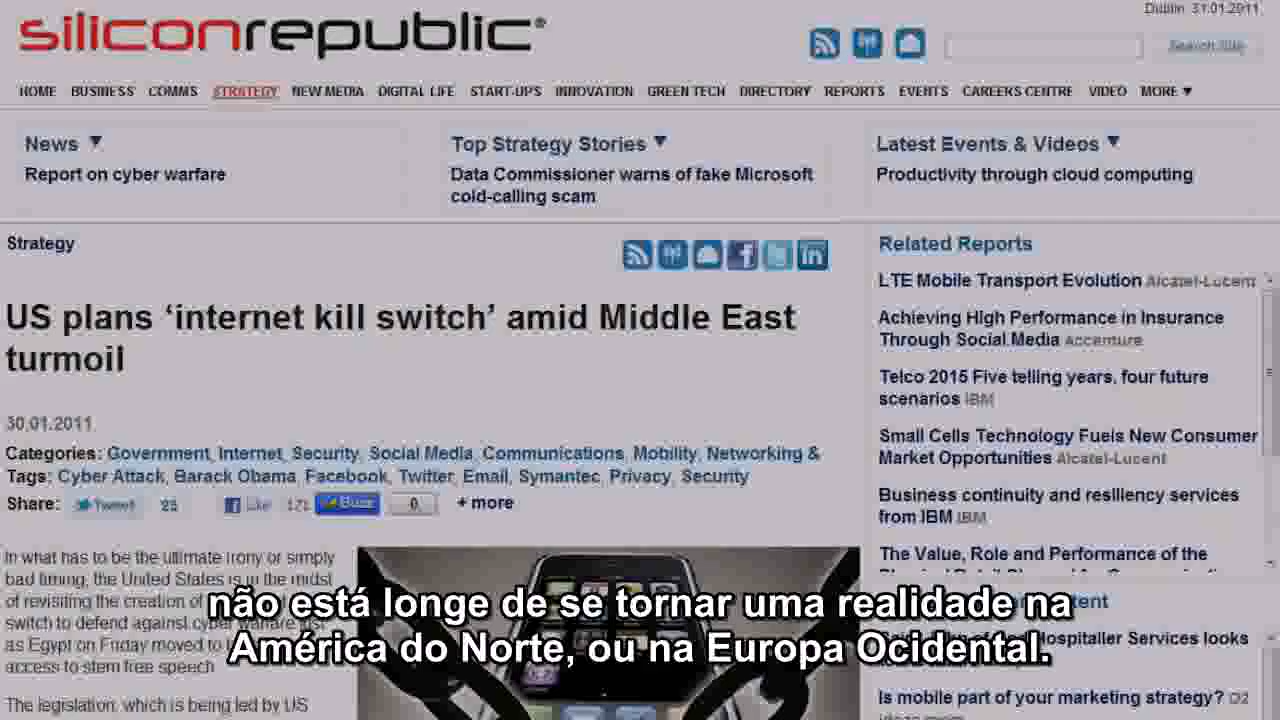 siliconrepublic
Dublin, 31.01.2011
Search Site
HOME BUSINESS COMMS STRATEGY NEW MEDIA DIGITAL LIFE START-UPS INNOVATION GREEN TECH DIRECTORY REPORTS EVENTS CAREERS CENTRE VIDEO MORE ▼
News ▼
Report on cyber warfare
Top Strategy Stories ▼
Data Commissioner warns of fake Microsoft
cold-calling scam
Latest Events & Videos ▼
Productivity through cloud computing
Strategy
US plans ‘internet kill switch’ amid Middle East
turmoil
30.01.2011
Categories: Government, Internet, Security, Social Media, Communications, Mobility, Networking &
Tags: Cyber Attack, Barack Obama, Facebook, Twitter, Email, Symantec, Privacy, Security
Share: Tweet 25 Like 171 Buzz 0 + more
In what has to be the ultimate irony or simply
bad timing, the United States is in the midst
of revisiting the creation of
switch to defend against cyber warfare just
as Egypt on Friday moved to
access to stem free speech
The legislation, which is being led by US
Related Reports
LTE Mobile Transport Evolution Alcatel-Lucent
Achieving High Performance in Insurance
Through Social Media Accenture
Telco 2015 Five telling years, four future
scenarios IBM
Small Cells Technology Fuels New Consumer
Market Opportunities Alcatel-Lucent
Business continuity and resiliency services
from IBM IBM
The Value, Role and Performance of the
Hospitaller Services looks
Is mobile part of your marketing strategy? O2
não está longe de se tornar uma realidade na
América do Norte, ou na Europa Ocidental.